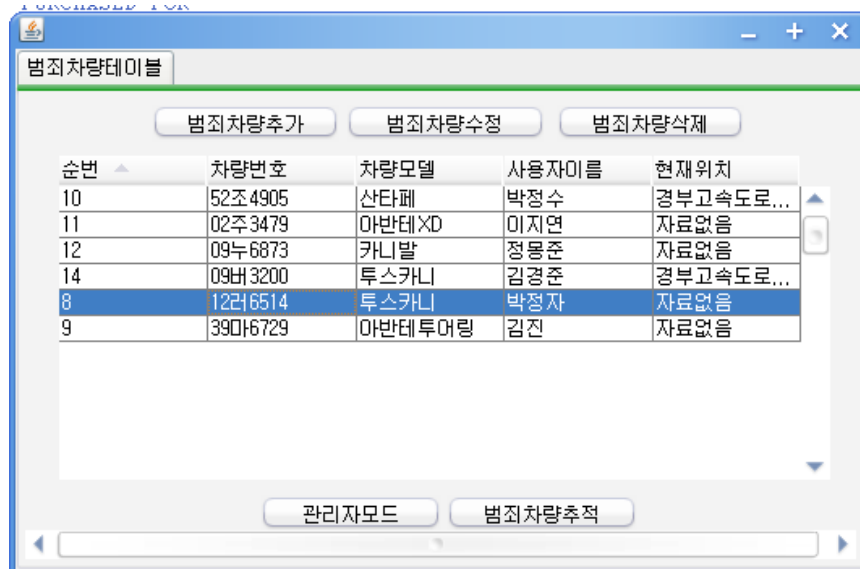 PURCHASED FOR
범죄차량테이블
범죄차량추가 범죄차량수정 범죄차량삭제
순번 차량번호 차량모델 사용자이름 현재위치
10 52조4905 산타페 박정수 경부고속도로...
11 02주3479 아반테XD 이지연 자료없음
12 09누6873 카니발 정몽준 자료없음
14 09버3200 투스카니 김경준 경부고속도로...
8 12러6514 투스카니 박정자 자료없음
9 39마6729 아반테투어링 김진 자료없음
관리자모드 범죄차량추적